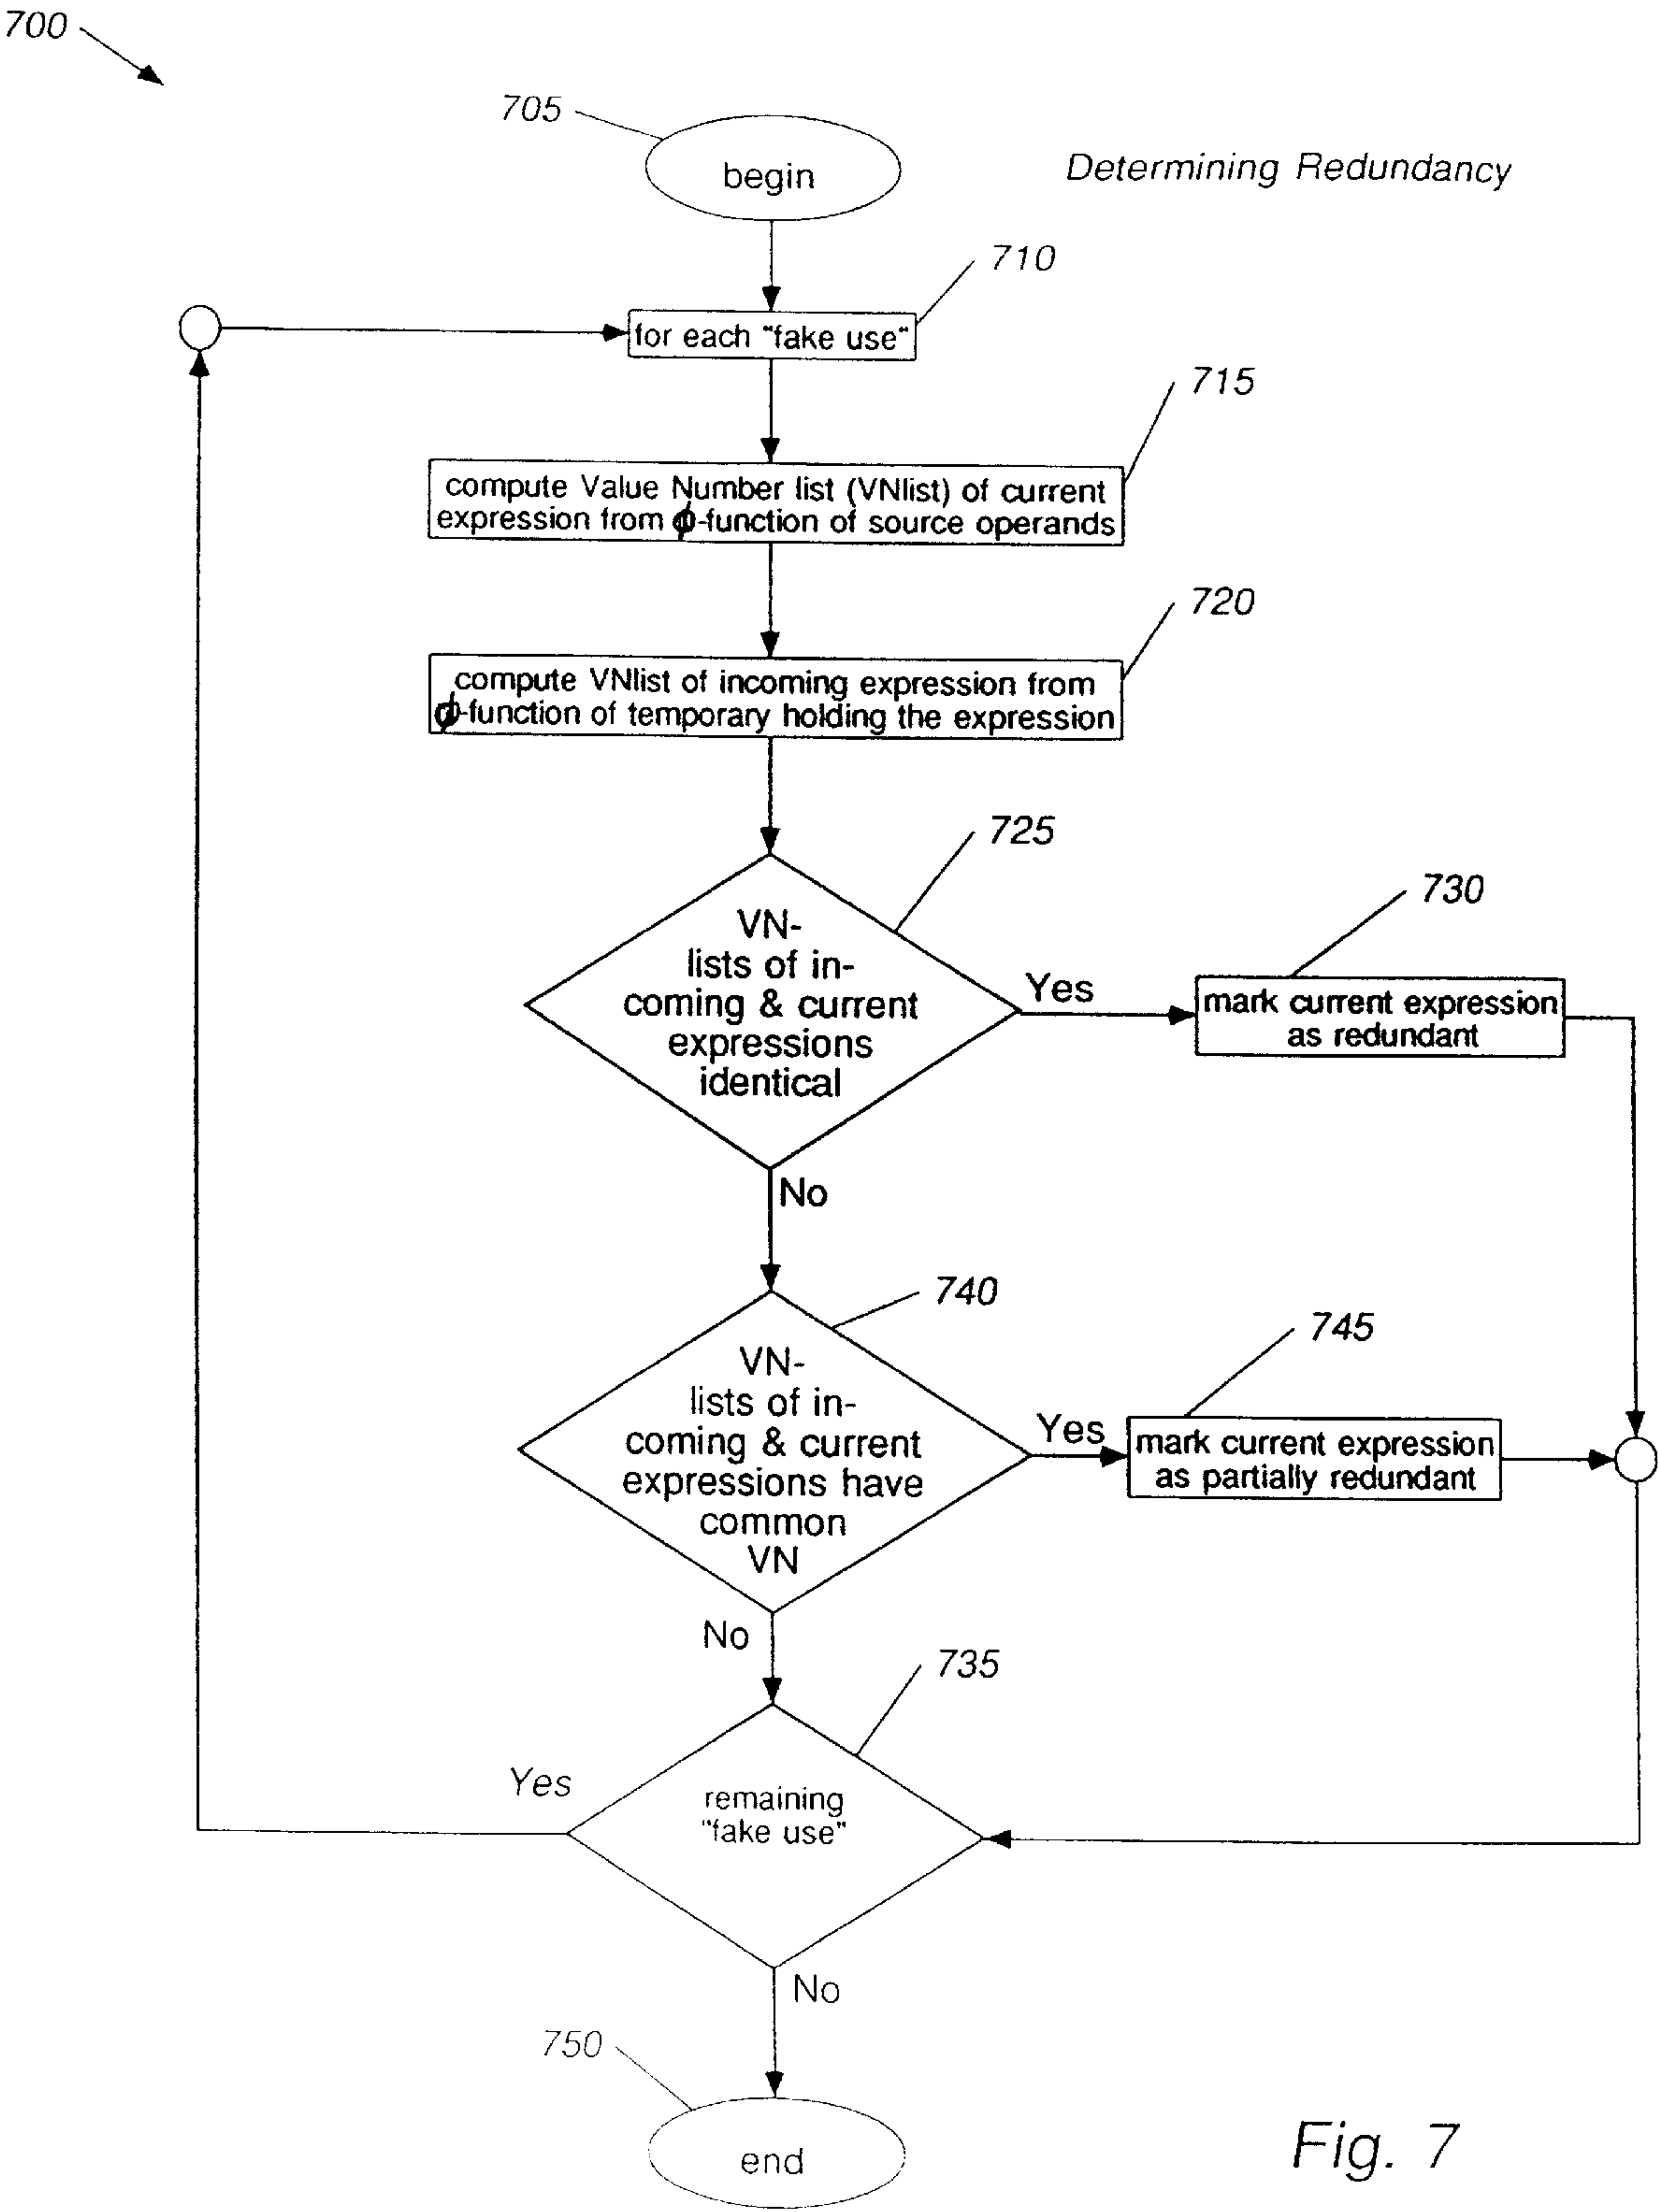 700
705
begin
Determining Redundancy
710
for each "fake use"
715
compute Value Number list (VNlist) of current
expression from ϕ-function of source operands
720
compute VNlist of incoming expression from
ϕ-function of temporary holding the expression
725
VN-
lists of in-
coming & current
expressions
identical
Yes
730
mark current expression
as redundant
No
740
VN-
lists of in-
coming & current
expressions have
common
VN
Yes
745
mark current expression
as partially redundant
No
735
remaining
"fake use"
Yes
No
750
end
Fig. 7